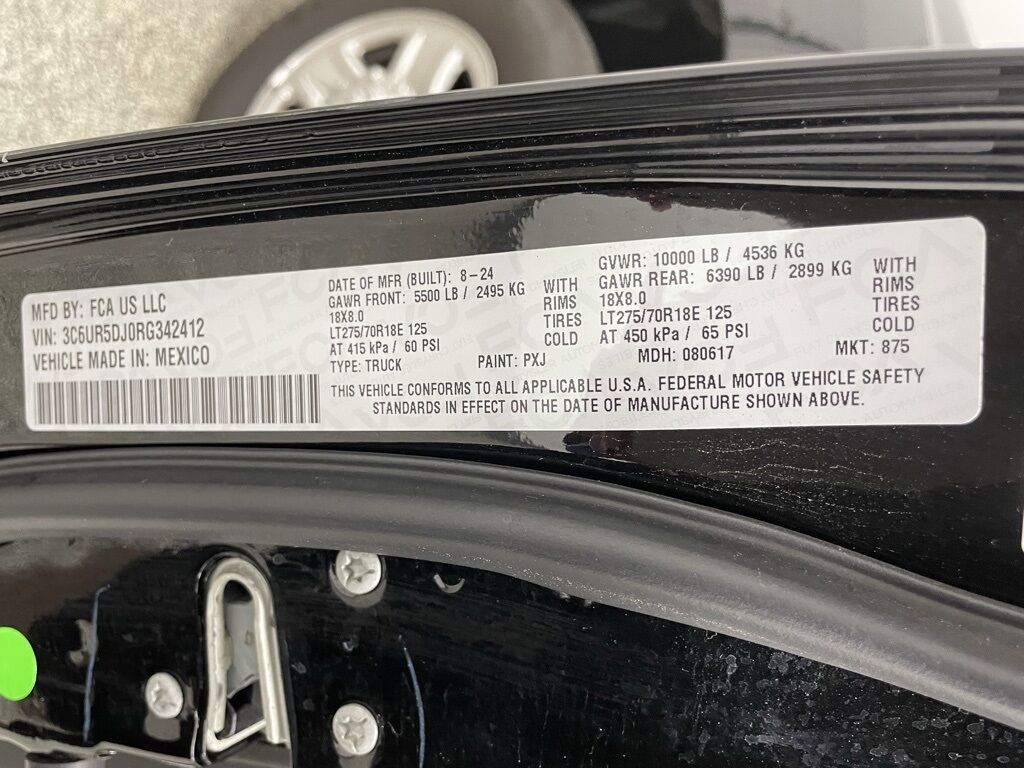 MFD BY: FCA US LLC
VIN: 3C6UR5DJ0RG342412
VEHICLE MADE IN: MEXICO
DATE OF MFR (BUILT): 8-24
GAWR FRONT: 5500 LB / 2495 KG WITH
18X8.0 RIMS
LT275/70R18E 125 TIRES
AT 415 kPa / 60 PSI COLD
GVWR: 10000 LB / 4536 KG
GAWR REAR: 6390 LB / 2899 KG WITH
18X8.0 RIMS
LT275/70R18E 125 TIRES
AT 450 kPa / 65 PSI COLD
TYPE: TRUCK PAINT: PXJ MDH: 080617 MKT: 875
THIS VEHICLE CONFORMS TO ALL APPLICABLE U.S.A. FEDERAL MOTOR VEHICLE SAFETY
STANDARDS IN EFFECT ON THE DATE OF MANUFACTURE SHOWN ABOVE.